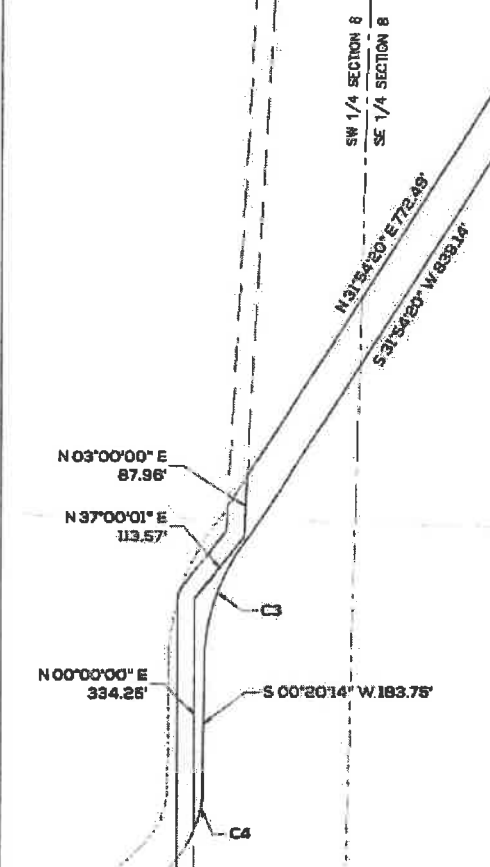 SW 1/4 SECTION 8
SE 1/4 SECTION 8
N 31°54'20" E 772.49'
S 31°54'20" W 839.14'
N 03°00'00" E
87.96'
N 37°00'01" E
113.57'
C3
N 00°00'00" E
334.26'
S 00°20'14" W 183.75'
C4